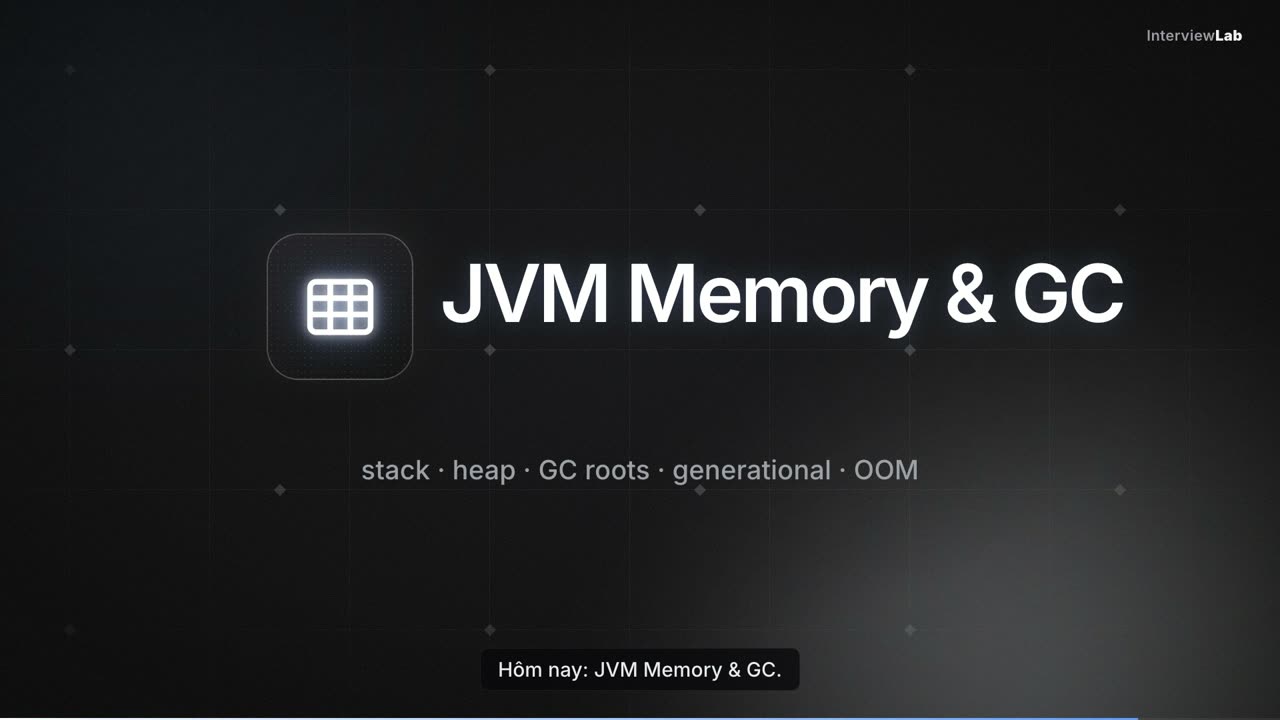 InterviewLab
JVM Memory & GC
stack · heap · GC roots · generational · OOM
Hôm nay: JVM Memory & GC.